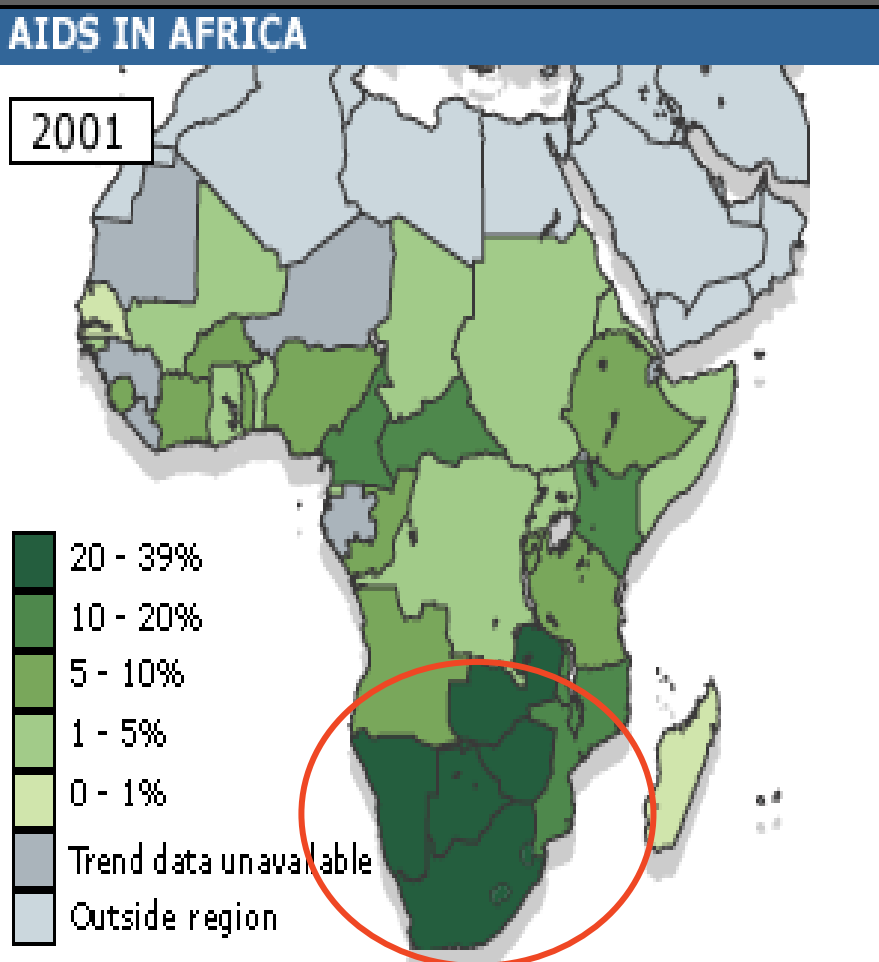 AIDS IN AFRICA
2001
20 - 39%
10 - 20%
5 - 10%
1 - 5%
0 - 1%
Trend data unavailable
Outside region